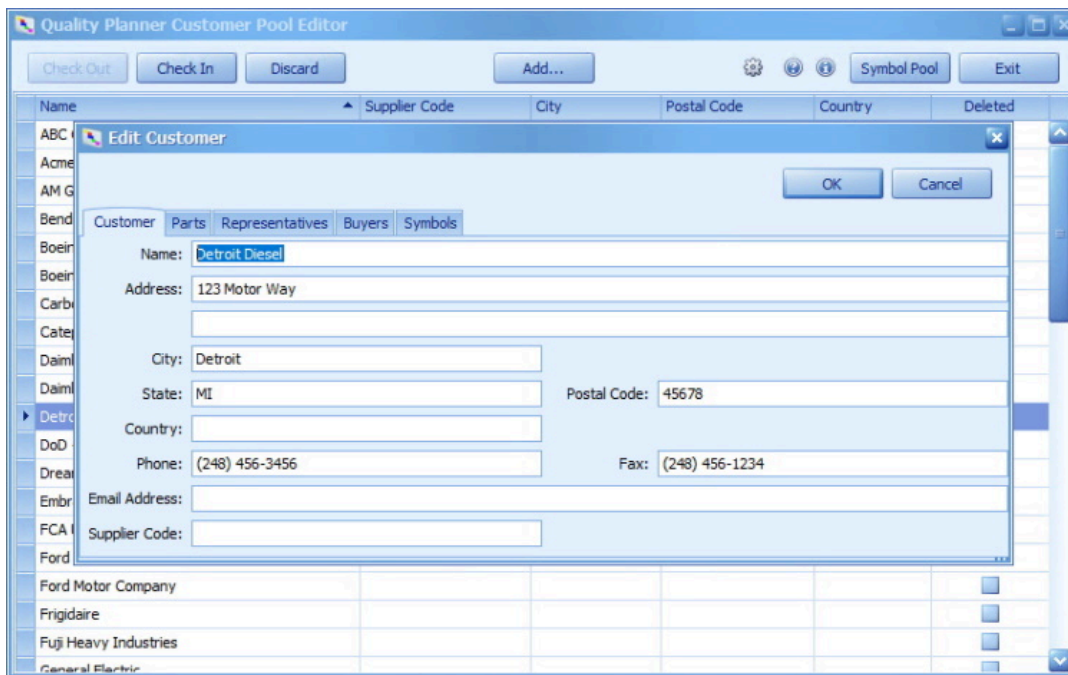 Quality Planner Customer Pool Editor
Check Out Check In Discard Add... Symbol Pool Exit
Name Supplier Code City Postal Code Country Deleted
ABC
Edit Customer
Acme
OK Cancel
AM G
Bend
Customer Parts Representatives Buyers Symbols
Boein
Name: Detroit Diesel
Boein
Address: 123 Motor Way
Carb
Cate
Daiml
City: Detroit
Daiml
State: MI Postal Code: 45678
Detro
Country:
DoD
Phone: (248) 456-3456 Fax: (248) 456-1234
Drea
Embr
Email Address:
FCA
Supplier Code:
Ford
Ford Motor Company
Frigidaire
Fuji Heavy Industries
General Electric